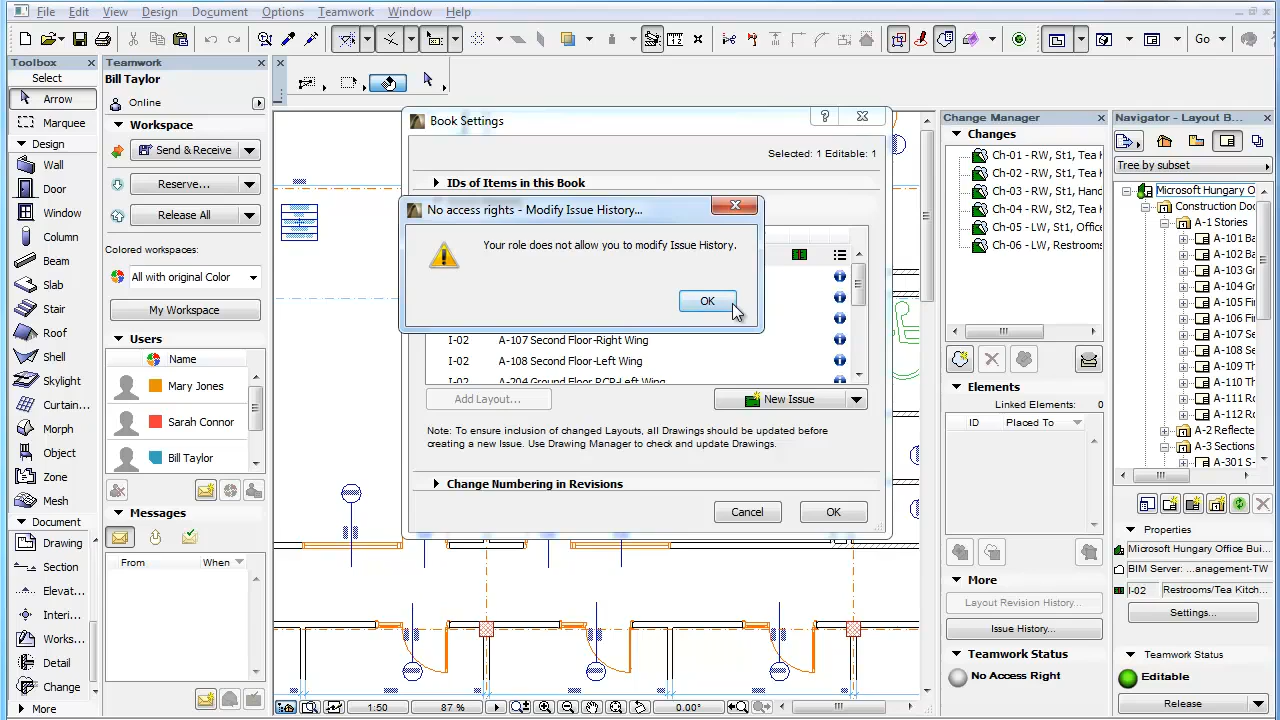 File Edit View Design Document Options Teamwork Window Help
Go
Toolbox
Select
Arrow
Marquee
Design
Wall
Door
Window
Column
Beam
Slab
Stair
Roof
Shell
Skylight
Curtain...
Morph
Object
Zone
Mesh
Document
Drawing
Section
Elevat...
Interi...
Works...
Detail
Change
More
Teamwork
Bill Taylor
Online
Workspace
Send & Receive
Reserve...
Release All
Colored workspaces:
All with original Color
My Workspace
Users
Name
Mary Jones
Sarah Connor
Bill Taylor
Messages
From When
Book Settings
Selected: 1 Editable: 1
IDs of Items in this Book
No access rights - Modify Issue History...
Your role does not allow you to modify Issue History.
OK
I-02 A-107 Second Floor-Right Wing
I-02 A-108 Second Floor-Left Wing
I-02 A-204 Ground Floor RCP-Left Wing
Add Layout...
New Issue
Note: To ensure inclusion of changed Layouts, all Drawings should be updated before
creating a new Issue. Use Drawing Manager to check and update Drawings.
Change Numbering in Revisions
Cancel
OK
1:50
87 %
0.00°
Change Manager
Changes
Ch-01 - RW, St1, Tea K
Ch-02 - RW, St1, Tea K
Ch-03 - RW, St1, Hand
Ch-04 - RW, St2, Tea K
Ch-05 - LW, St1, Office
Ch-06 - LW, Restrooms
Elements
Linked Elements: 0
ID Placed To
More
Layout Revision History...
Issue History...
Teamwork Status
No Access Right
Navigator - Layout B...
Tree by subset
Microsoft Hungary O
Construction Doc
A-1 Stories
A-101 Ba
A-102 Ba
A-103 Gr
A-104 Gr
A-105 Fir
A-106 Fir
A-107 Se
A-108 Se
A-109 Th
A-110 Th
A-111 Ro
A-112 Ro
A-2 Reflecte
A-3 Sections
A-301 S-
Properties
Microsoft Hungary Office Bui...
BIM Server: ...anagement-TW
I-02 Restrooms/Tea Kitch...
Settings...
Teamwork Status
Editable
Release